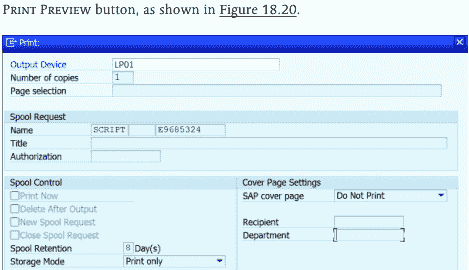 PRINT PREVIEW button, as shown in Figure 18.20.
Print:
Output Device LP01
Number of copies 1
Page selection
Spool Request
Name SCRIPT E9685324
Title
Authorization
Spool Control Cover Page Settings
Print Now SAP cover page Do Not Print
Delete After Output
New Spool Request Recipient
Close Spool Request Department
Spool Retention 8 Day(s)
Storage Mode Print only